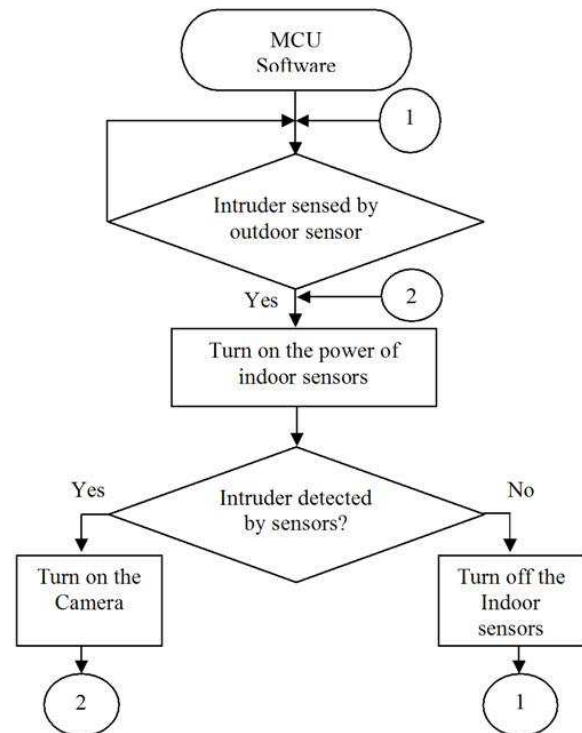 MCU
Software
1
Intruder sensed by
outdoor sensor
Yes
2
Turn on the power of
indoor sensors
Yes
No
Intruder detected
by sensors?
Turn on the
Camera
Turn off the
Indoor
sensors
2
1